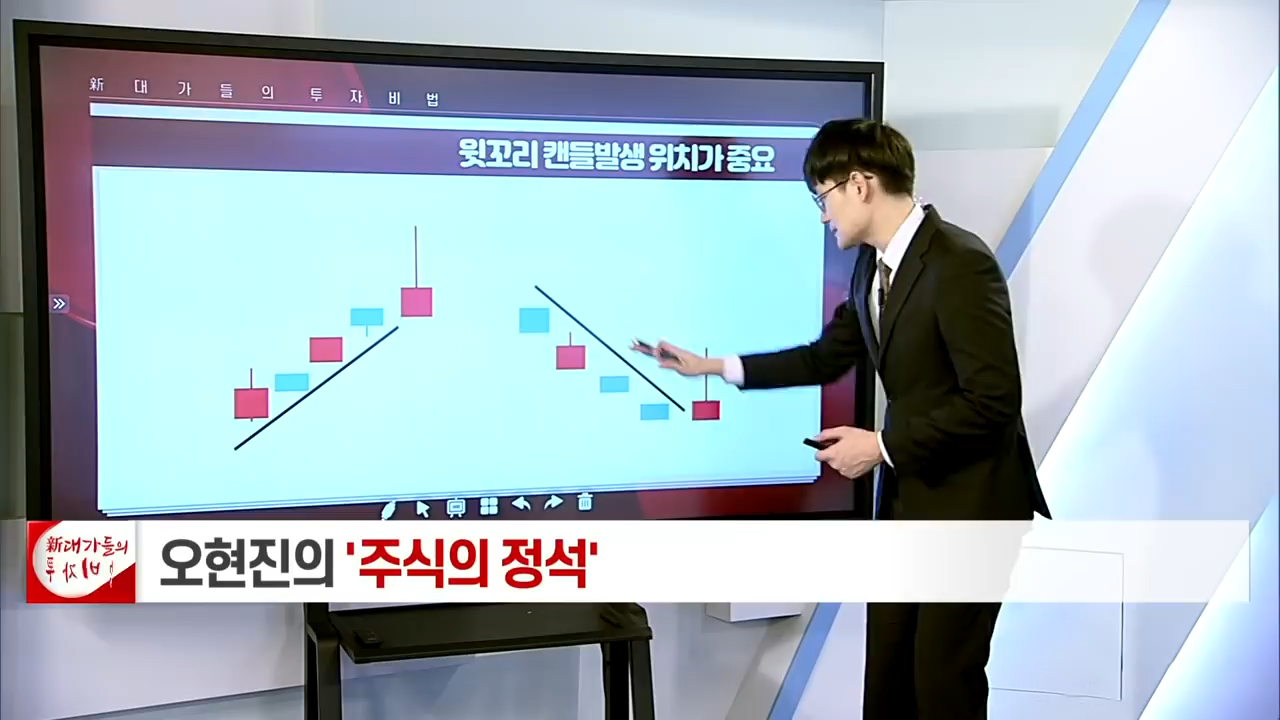 新 대 가 들 의 투 자 비 법
윗꼬리 캔들발생 위치가 중요
新대가들의
오현진의 '주식의 정석'